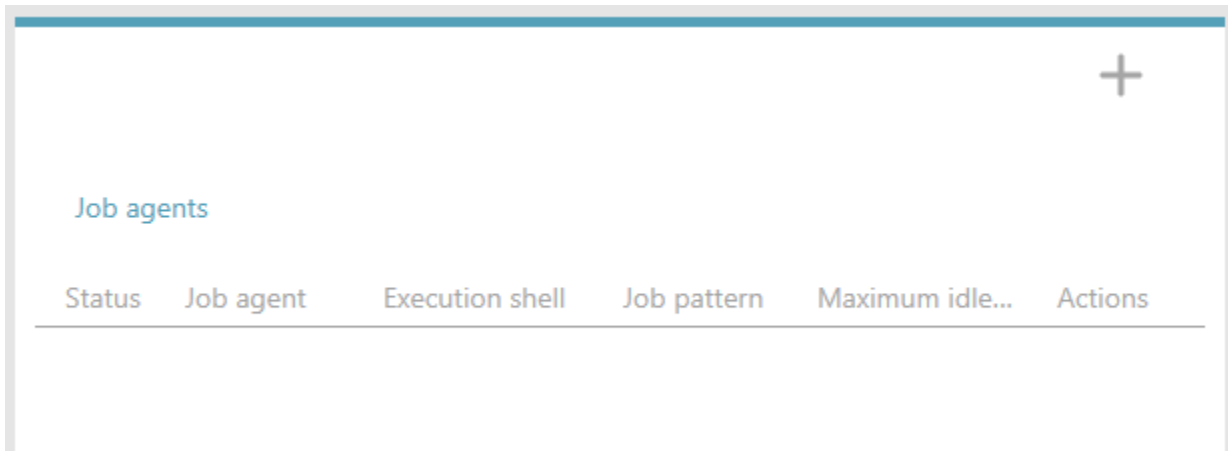 Job agents
Status Job agent Execution shell Job pattern Maximum idle... Actions